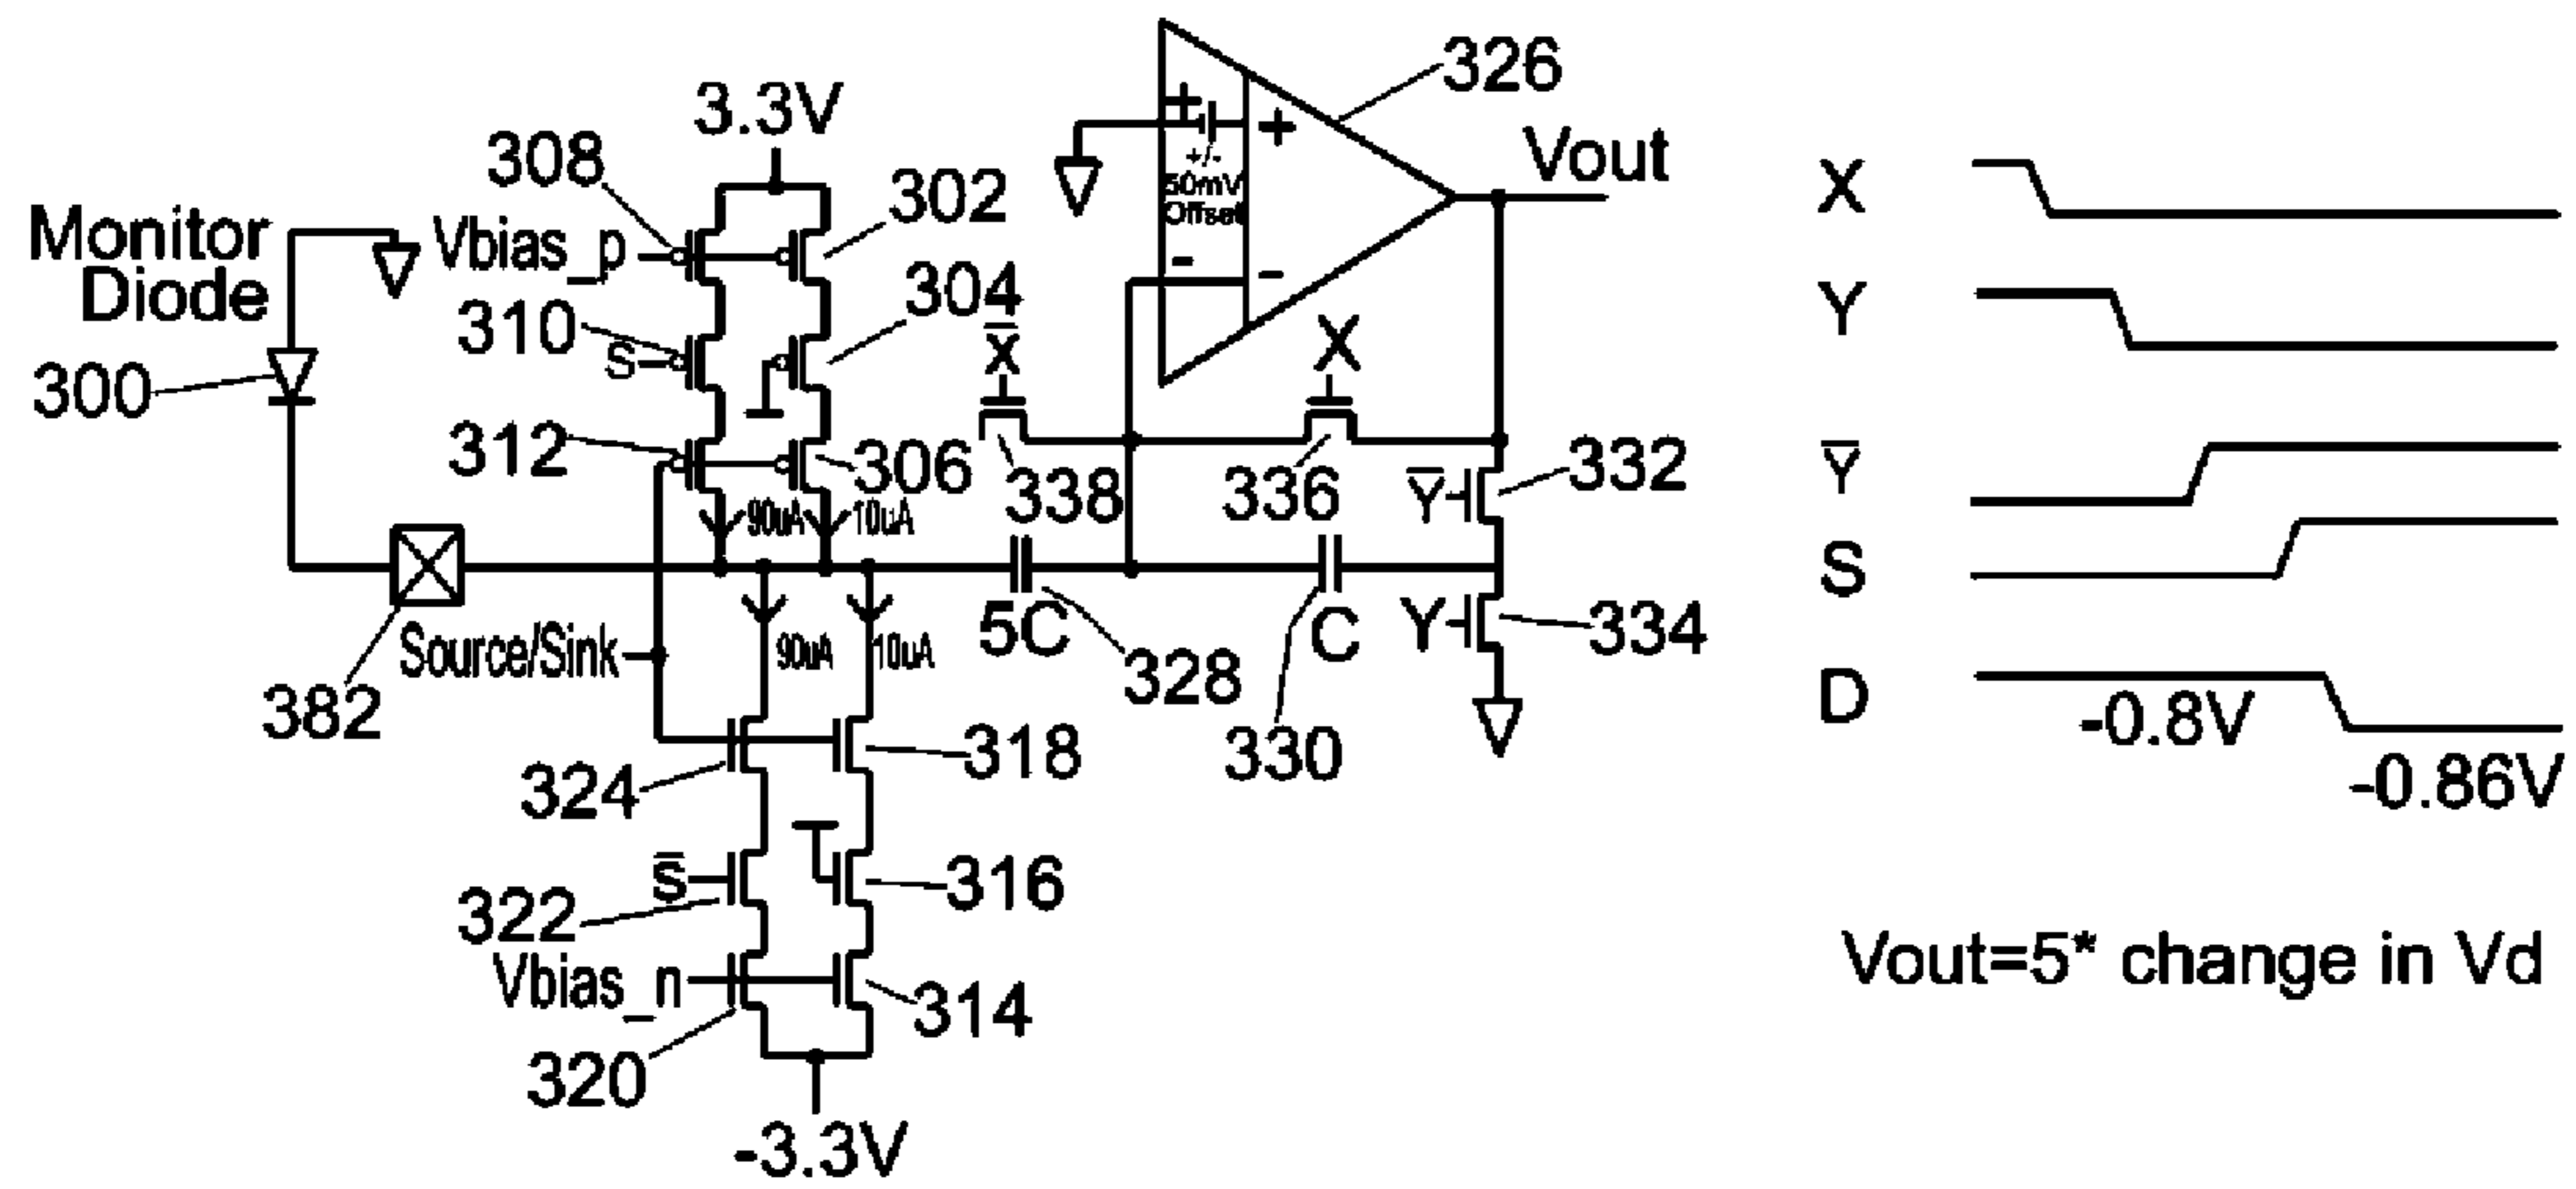 Monitor
Diode
300
382
3.3V
308
302
Vbias_p
310
S
304
312
306
90uA
10uA
Source/Sink
90uA
10uA
324
318
S̅
322
316
Vbias_n
320
314
-3.3V
326
+
+
+/-
50mV
Offset
-
-
Vout
X̅
X
338
336
Y̅
332
5C
328
C
330
Y
334
X
Y
Y̅
S
D
-0.8V
-0.86V
Vout=5* change in Vd